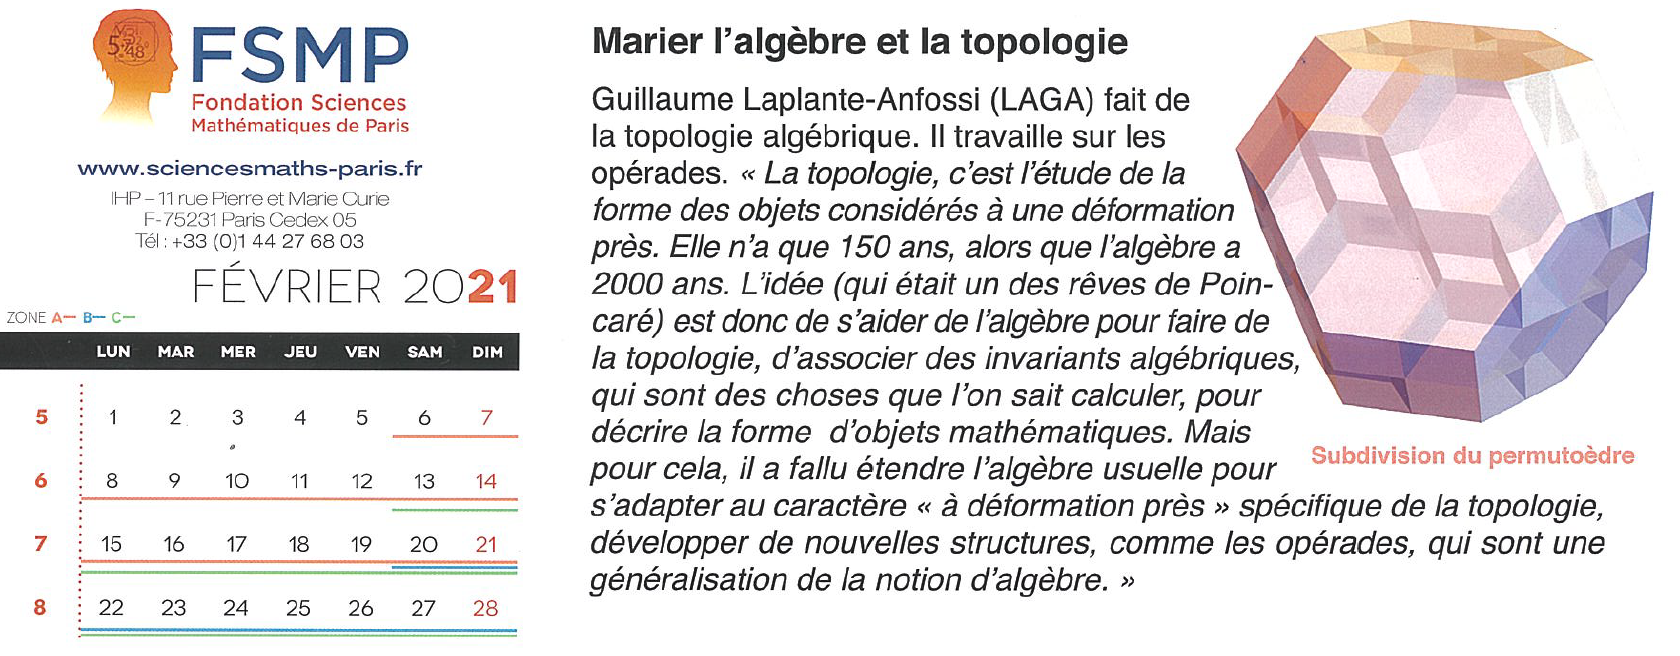 FSMP
Fondation Sciences
Mathématiques de Paris
www.sciencesmaths-paris.fr
IHP – 11 rue Pierre et Marie Curie
F-75231 Paris Cedex 05
Tél : +33 (0)1 44 27 68 03
FÉVRIER 2021
ZONE A— B— C—
LUN MAR MER JEU VEN SAM DIM
5 1 2 3 4 5 6 7
6 8 9 10 11 12 13 14
7 15 16 17 18 19 20 21
8 22 23 24 25 26 27 28
Marier l'algèbre et la topologie
Guillaume Laplante-Anfossi (LAGA) fait de
la topologie algébrique. Il travaille sur les
opérades. « La topologie, c'est l'étude de la
forme des objets considérés à une déformation
près. Elle n'a que 150 ans, alors que l'algèbre a
2000 ans. L'idée (qui était un des rêves de Poin-
caré) est donc de s'aider de l'algèbre pour faire de
la topologie, d'associer des invariants algébriques,
qui sont des choses que l'on sait calculer, pour
décrire la forme d'objets mathématiques. Mais
pour cela, il a fallu étendre l'algèbre usuelle pour
s'adapter au caractère « à déformation près » spécifique de la topologie,
développer de nouvelles structures, comme les opérades, qui sont une
généralisation de la notion d'algèbre. »
Subdivision du permutoèdre